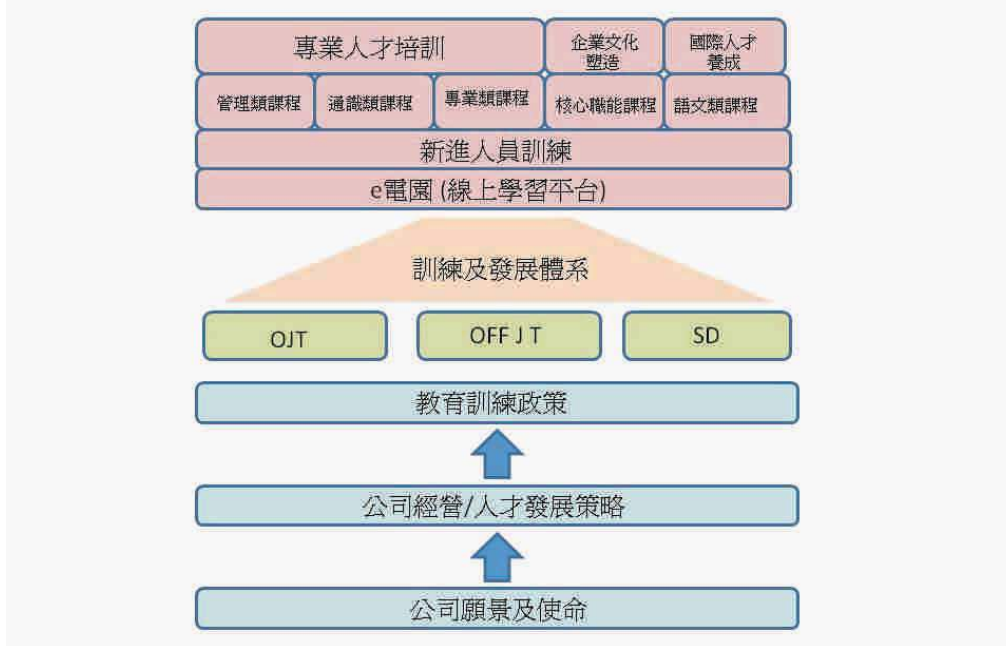 專業人才培訓
企業文化
塑造
國際人才
養成
管理類課程
通識類課程
專業類課程
核心職能課程
語文類課程
新進人員訓練
e電園 (線上學習平台)
訓練及發展體系
OJT
OFF J T
SD
教育訓練政策
公司經營/人才發展策略
公司願景及使命